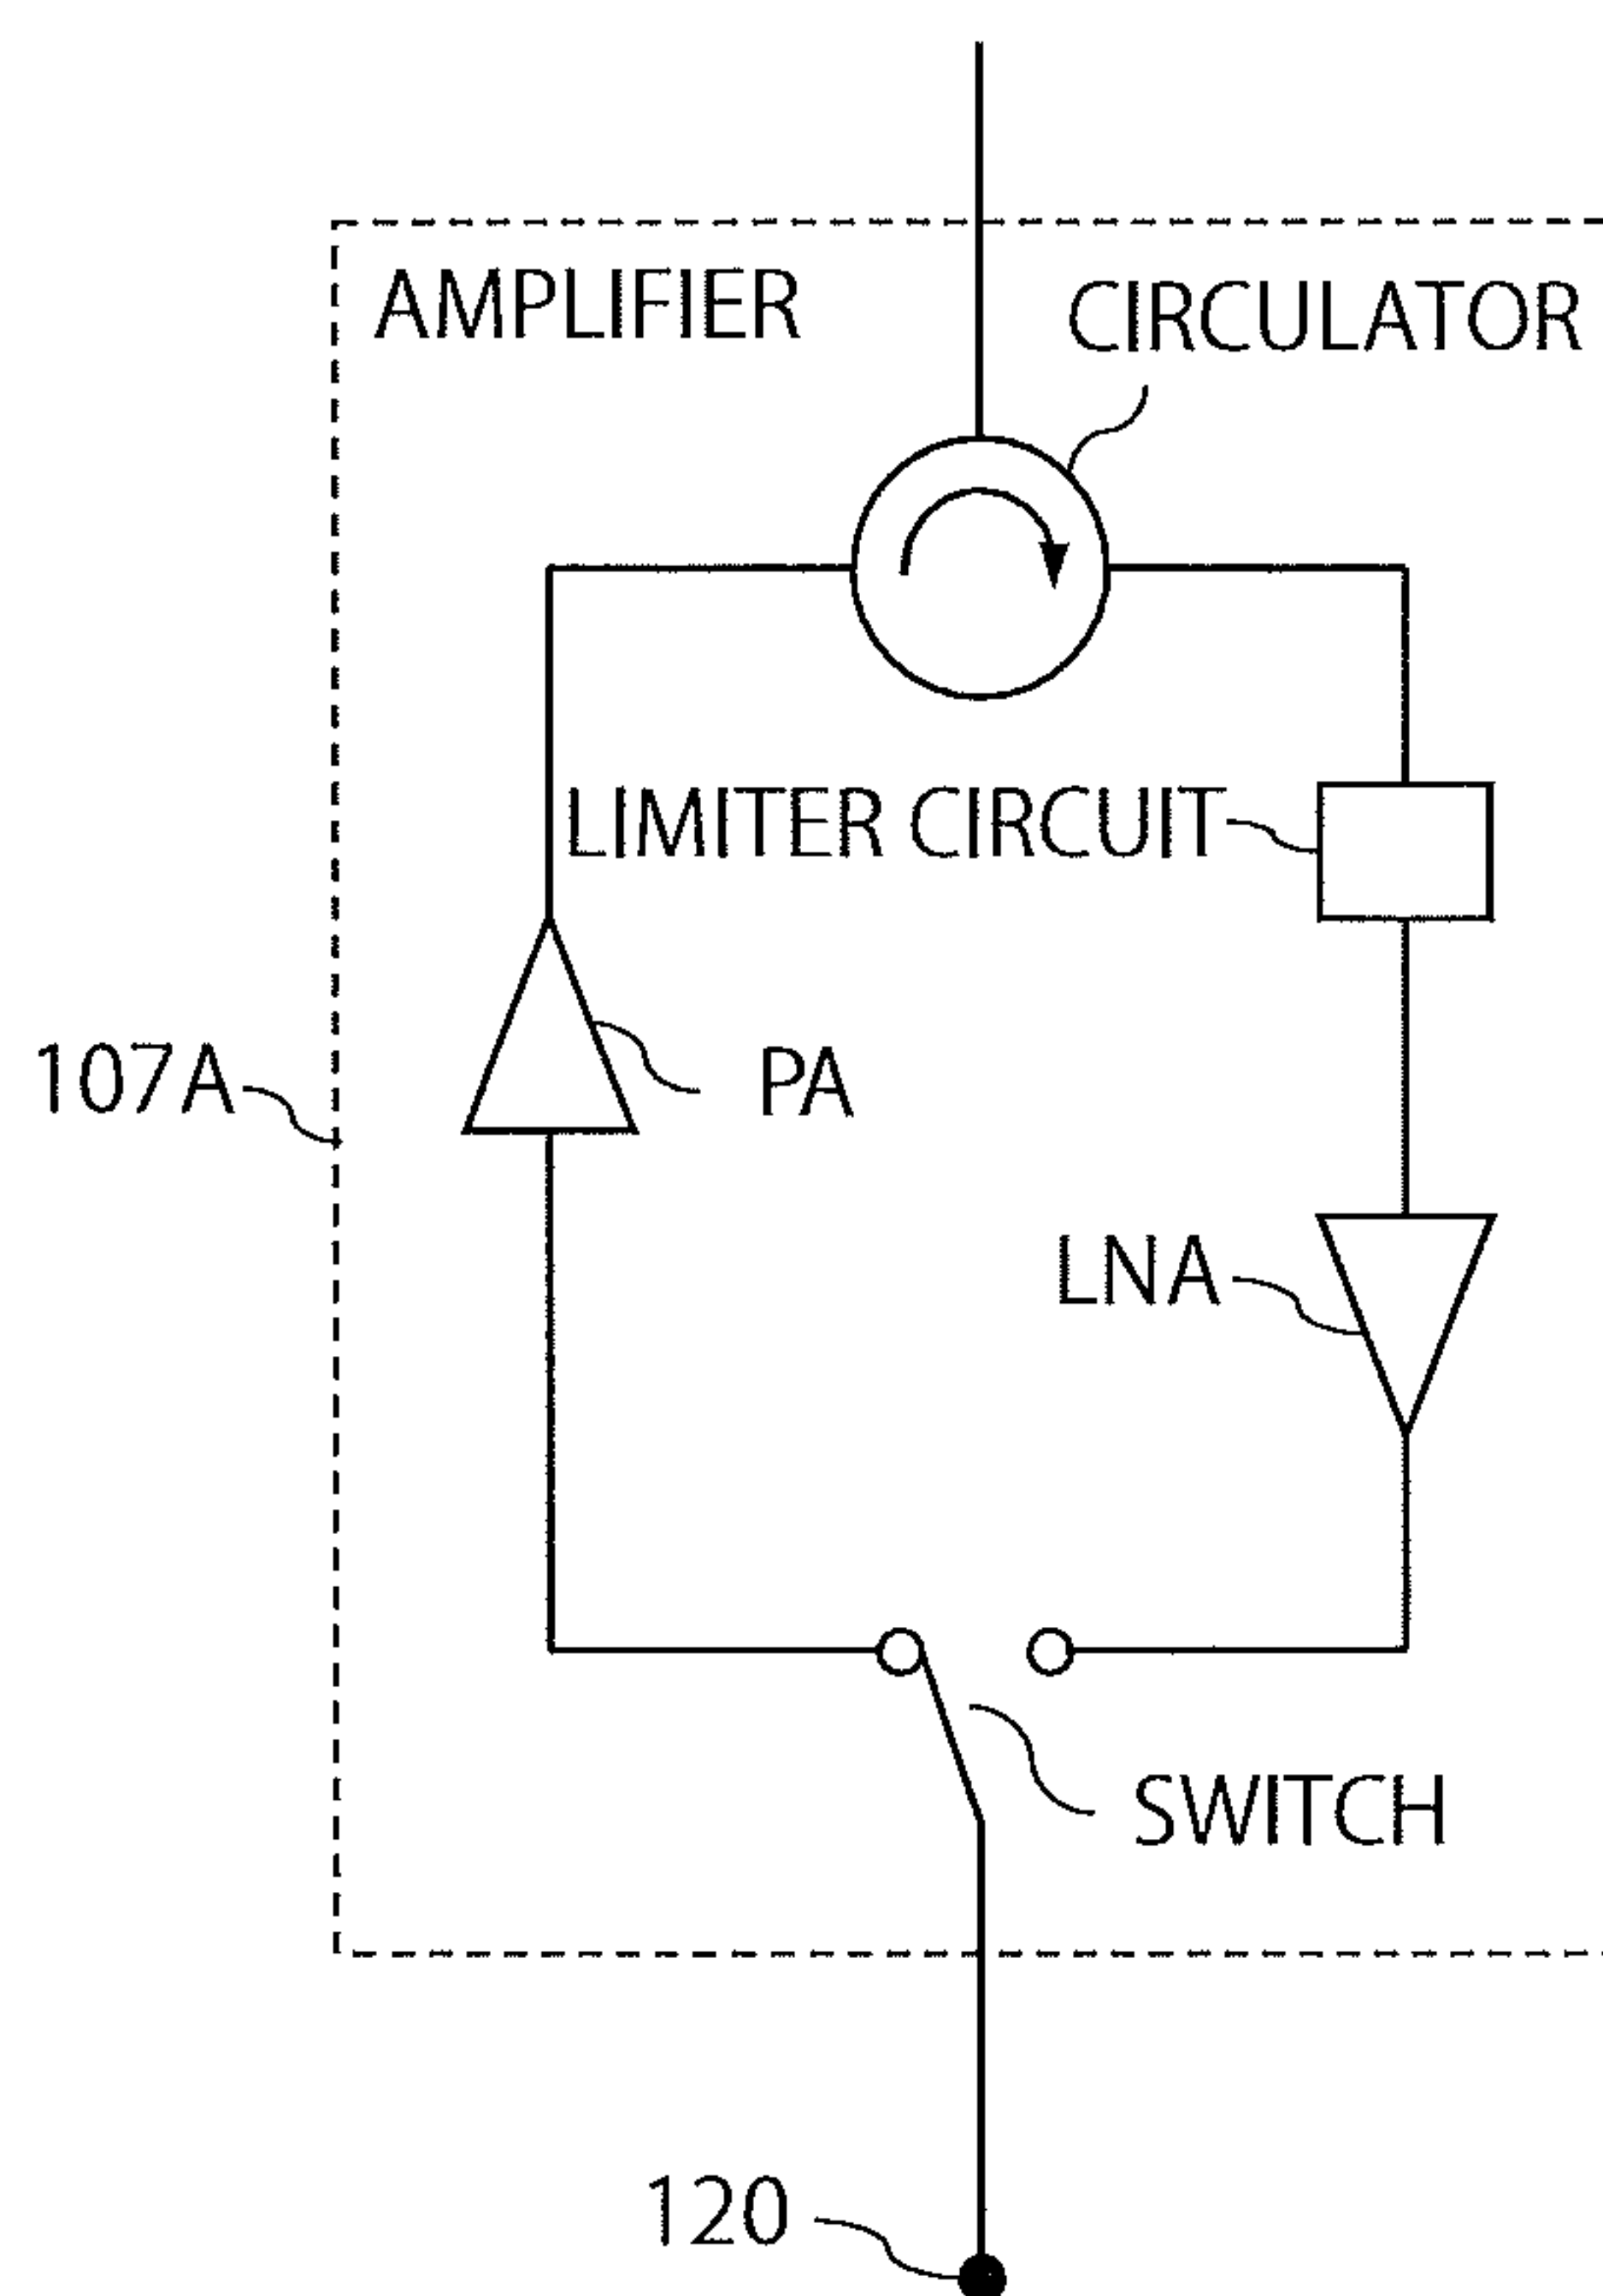 AMPLIFIER
CIRCULATOR
LIMITER CIRCUIT
107A
PA
LNA
SWITCH
120